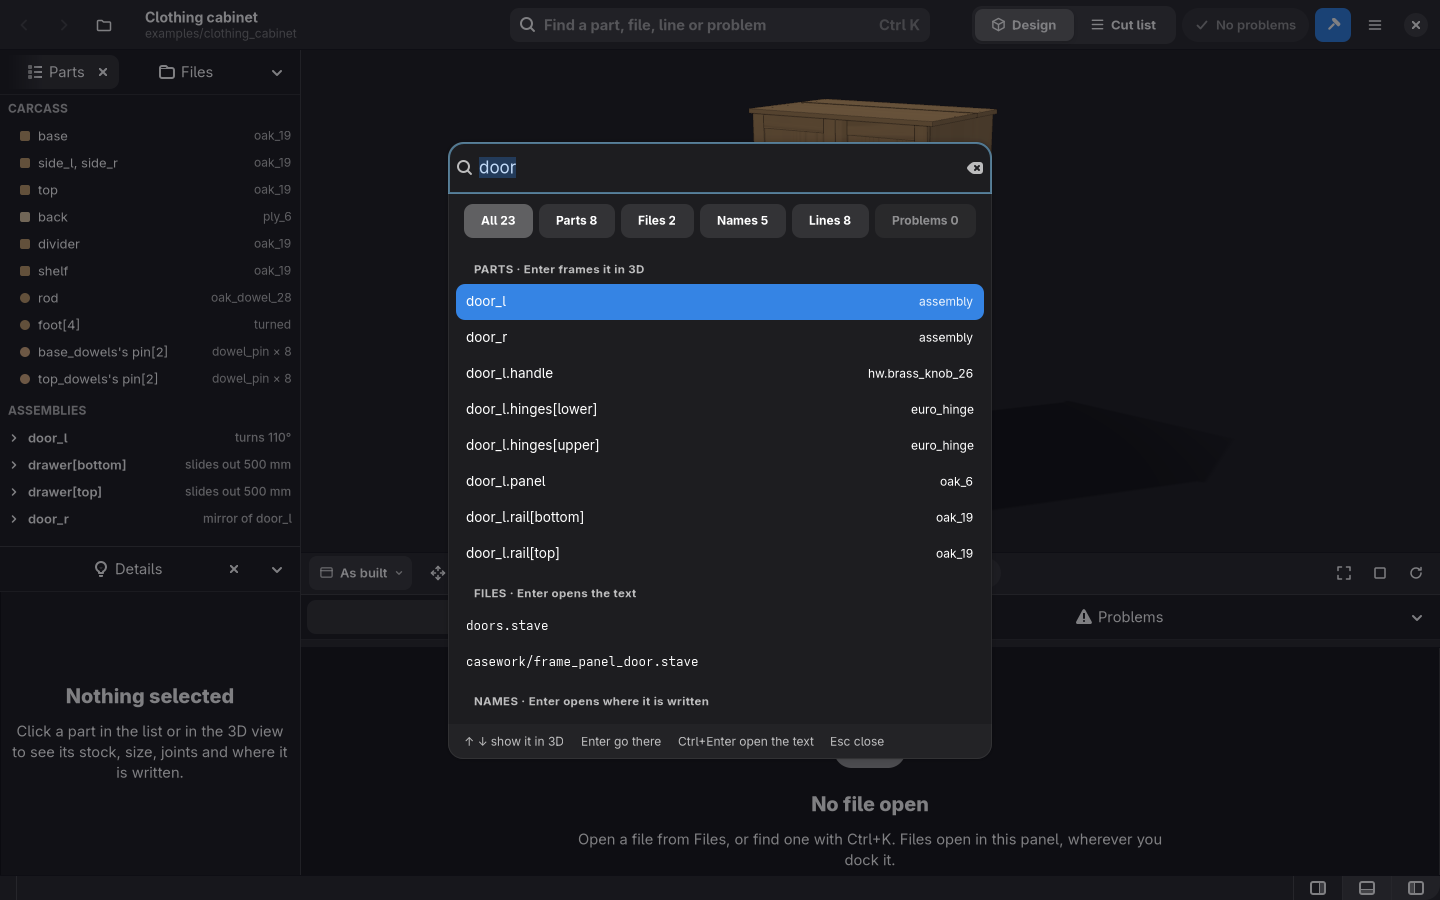 Clothing cabinet
examples/clothing_cabinet
Find a part, file, line or problem
Ctrl K
Design
Cut list
No problems
Parts
Files
CARCASS
base oak_19
side_l, side_r oak_19
top oak_19
back ply_6
divider oak_19
shelf oak_19
rod oak_dowel_28
foot[4] turned
base_dowels's pin[2] dowel_pin × 8
top_dowels's pin[2] dowel_pin × 8
ASSEMBLIES
door_l turns 110°
drawer[bottom] slides out 500 mm
drawer[top] slides out 500 mm
door_r mirror of door_l
Details
Nothing selected
Click a part in the list or in the 3D view
to see its stock, size, joints and where it
is written.
door
All 23
Parts 8
Files 2
Names 5
Lines 8
Problems 0
PARTS · Enter frames it in 3D
door_l assembly
door_r assembly
door_l.handle hw.brass_knob_26
door_l.hinges[lower] euro_hinge
door_l.hinges[upper] euro_hinge
door_l.panel oak_6
door_l.rail[bottom] oak_19
door_l.rail[top] oak_19
FILES · Enter opens the text
doors.stave
casework/frame_panel_door.stave
NAMES · Enter opens where it is written
↑ ↓ show it in 3D Enter go there Ctrl+Enter open the text Esc close
As built
Problems
No file open
Open a file from Files, or find one with Ctrl+K. Files open in this panel, wherever you
dock it.